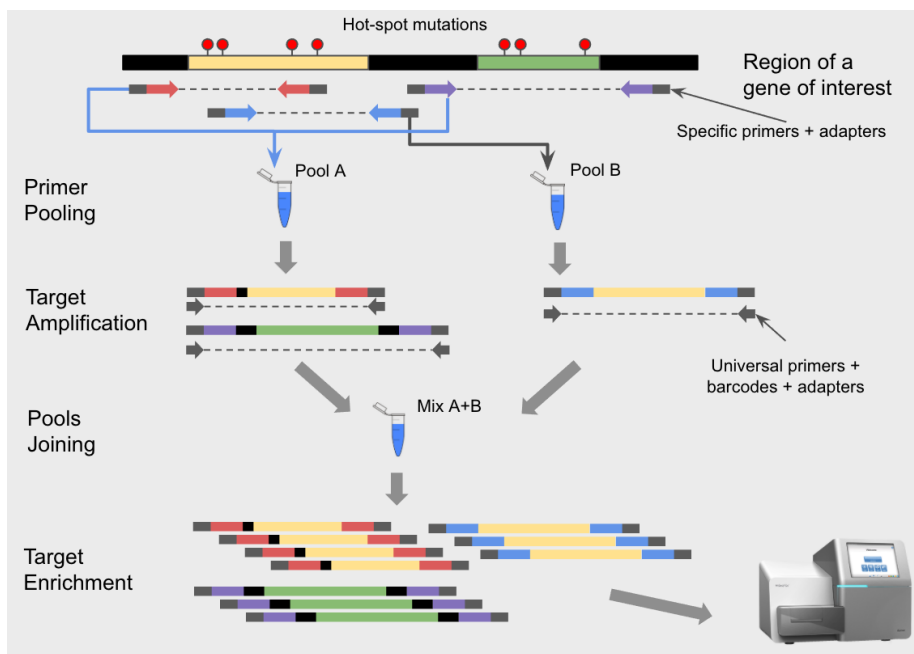 Hot-spot mutations
Region of a
gene of interest
Specific primers + adapters
Pool A
Pool B
Primer
Pooling
Target
Amplification
Universal primers +
barcodes + adapters
Mix A+B
Pools
Joining
Target
Enrichment